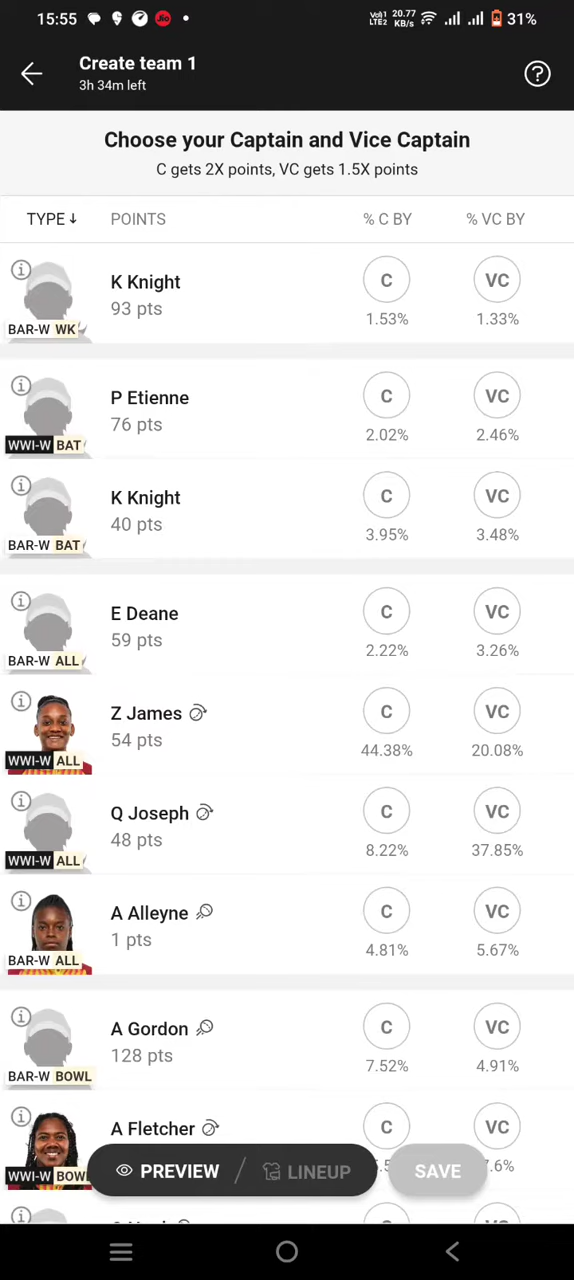 15:55
Vo)) 1 LTE2 20.77 KB/s 31%
Create team 1
3h 34m left
Choose your Captain and Vice Captain
C gets 2X points, VC gets 1.5X points
TYPE↓ POINTS % C BY % VC BY
K Knight C VC
93 pts 1.53% 1.33%
BAR-W WK
P Etienne C VC
76 pts 2.02% 2.46%
WWI-W BAT
K Knight C VC
40 pts 3.95% 3.48%
BAR-W BAT
E Deane C VC
59 pts 2.22% 3.26%
BAR-W ALL
Z James C VC
54 pts 44.38% 20.08%
WWI-W ALL
Q Joseph C VC
48 pts 8.22% 37.85%
WWI-W ALL
A Alleyne C VC
1 pts 4.81% 5.67%
BAR-W ALL
A Gordon C VC
128 pts 7.52% 4.91%
BAR-W BOWL
A Fletcher C VC
WWI-W
PREVIEW / LINEUP SAVE